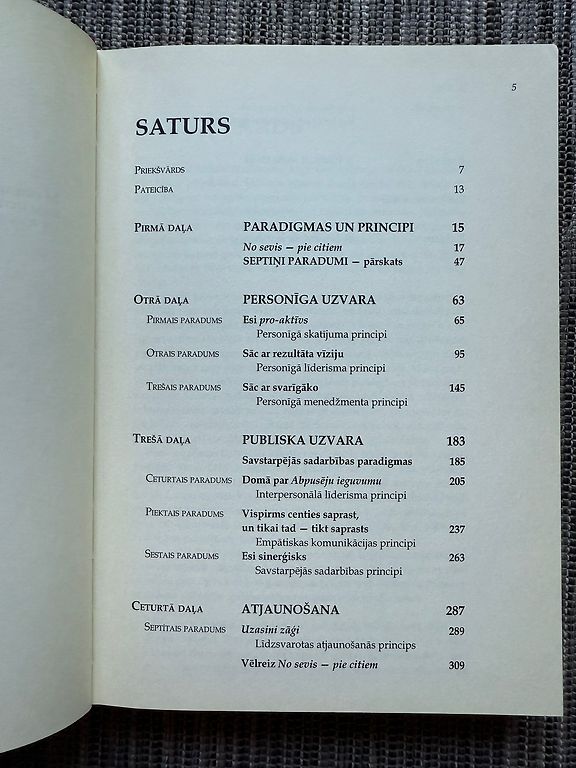 5
SATURS
PRIEKŠVĀRDS 7
PATEICĪBA 13
PIRMĀ DAĻA PARADIGMAS UN PRINCIPI 15
No sevis — pie citiem 17
SEPTIŅI PARADUMI — pārskats 47
OTRĀ DAĻA PERSONĪGA UZVARA 63
PIRMAIS PARADUMS Esi pro-aktīvs 65
Personīgā skatījuma principi
OTRAIS PARADUMS Sāc ar rezultāta vīziju 95
Personīgā līderisma principi
TREŠAIS PARADUMS Sāc ar svarīgāko 145
Personīgā menedžmenta principi
TREŠĀ DAĻA PUBLISKA UZVARA 183
Savstarpējās sadarbības paradigmas 185
CETURTAIS PARADUMS Domā par Abpusēju ieguvumu 205
Interpersonālā līderisma principi
PIEKTAIS PARADUMS Vispirms centies saprast,
un tikai tad — tikt saprasts 237
Empātiskas komunikācijas principi
SESTAIS PARADUMS Esi sinerģisks 263
Savstarpējās sadarbības principi
CETURTĀ DAĻA ATJAUNOŠANA 287
SEPTĪTAIS PARADUMS Uzasini zāģi 289
Līdzsvarotas atjaunošanās princips
Vēlreiz No sevis — pie citiem 309